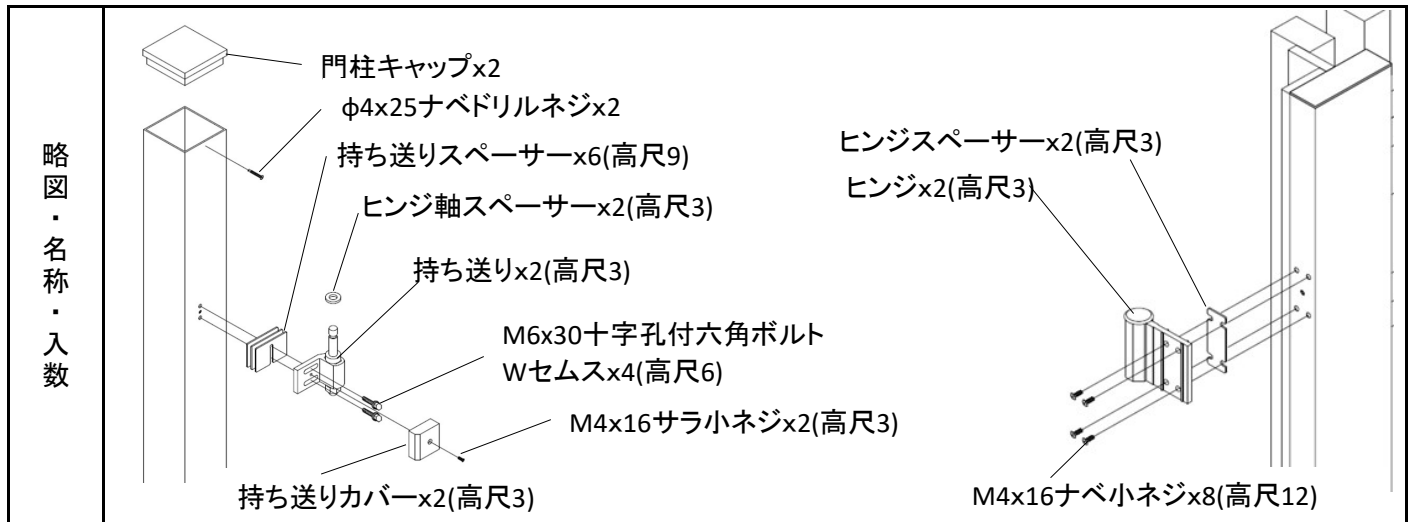 略図・名称・入数
門柱キャップx2
φ4x25ナベドリルネジx2
持ち送りスペーサーx6(高尺9)
ヒンジ軸スペーサーx2(高尺3)
持ち送りx2(高尺3)
M6x30十字孔付六角ボルト
Wセムスx4(高尺6)
M4x16サラ小ネジx2(高尺3)
持ち送りカバーx2(高尺3)
ヒンジスペーサーx2(高尺3)
ヒンジx2(高尺3)
M4x16ナベ小ネジx8(高尺12)